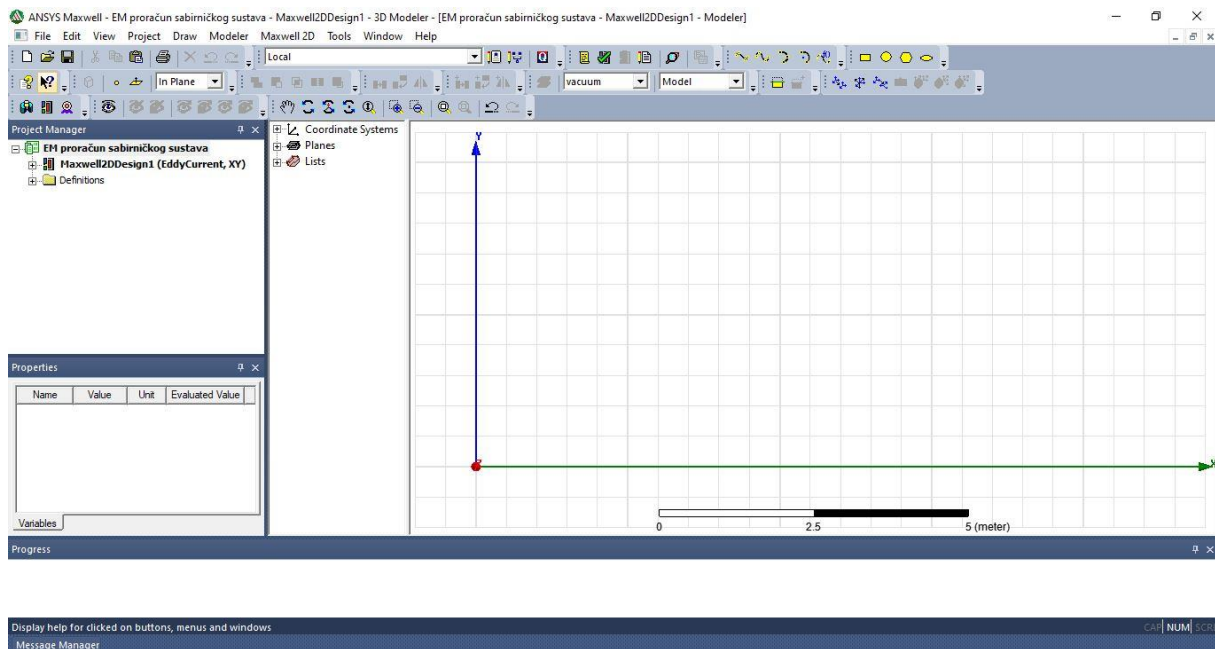 ANSYS Maxwell - EM proračun sabirničkog sustava - Maxwell2DDesign1 - 3D Modeler - [EM proračun sabirničkog sustava - Maxwell2DDesign1 - Modeler]
File Edit View Project Draw Modeler Maxwell 2D Tools Window Help
Local
In Plane vacuum Model
Project Manager
EM proračun sabirničkog sustava
Maxwell2DDesign1 (EddyCurrent, XY)
Definitions
Coordinate Systems
Planes
Lists
Y
X
0 2.5 5 (meter)
Properties
Name Value Unit Evaluated Value
Variables
Progress
Display help for clicked on buttons, menus and windows
CAP NUM SCR
Message Manager